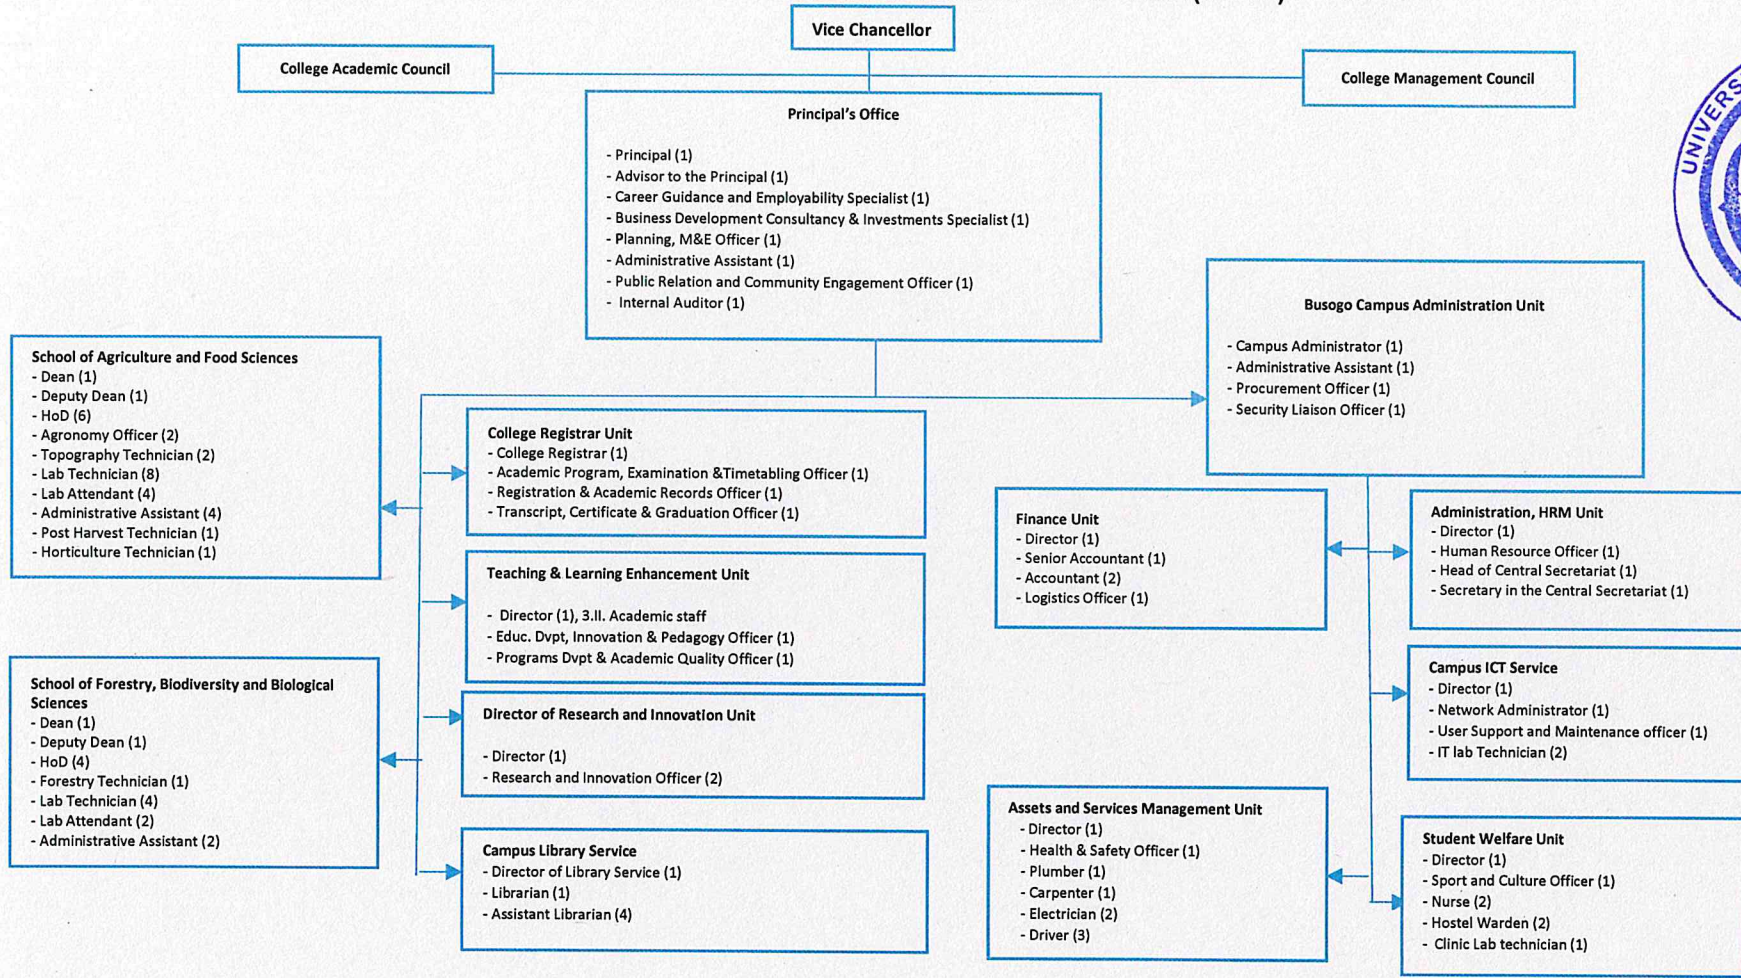 Vice Chancellor
College Academic Council
College Management Council
Principal's Office
- Principal (1)
- Advisor to the Principal (1)
- Career Guidance and Employability Specialist (1)
- Business Development Consultancy & Investments Specialist (1)
- Planning, M&E Officer (1)
- Administrative Assistant (1)
- Public Relation and Community Engagement Officer (1)
- Internal Auditor (1)
UNIVERS
Busogo Campus Administration Unit
- Campus Administrator (1)
- Administrative Assistant (1)
- Procurement Officer (1)
- Security Liaison Officer (1)
School of Agriculture and Food Sciences
- Dean (1)
- Deputy Dean (1)
- HoD (6)
- Agronomy Officer (2)
- Topography Technician (2)
- Lab Technician (8)
- Lab Attendant (4)
- Administrative Assistant (4)
- Post Harvest Technician (1)
- Horticulture Technician (1)
College Registrar Unit
- College Registrar (1)
- Academic Program, Examination &Timetabling Officer (1)
- Registration & Academic Records Officer (1)
- Transcript, Certificate & Graduation Officer (1)
Teaching & Learning Enhancement Unit
- Director (1), 3.II. Academic staff
- Educ. Dvpt, Innovation & Pedagogy Officer (1)
- Programs Dvpt & Academic Quality Officer (1)
School of Forestry, Biodiversity and Biological
Sciences
- Dean (1)
- Deputy Dean (1)
- HoD (4)
- Forestry Technician (1)
- Lab Technician (4)
- Lab Attendant (2)
- Administrative Assistant (2)
Director of Research and Innovation Unit
- Director (1)
- Research and Innovation Officer (2)
Campus Library Service
- Director of Library Service (1)
- Librarian (1)
- Assistant Librarian (4)
Finance Unit
- Director (1)
- Senior Accountant (1)
- Accountant (2)
- Logistics Officer (1)
Administration, HRM Unit
- Director (1)
- Human Resource Officer (1)
- Head of Central Secretariat (1)
- Secretary in the Central Secretariat (1)
Campus ICT Service
- Director (1)
- Network Administrator (1)
- User Support and Maintenance officer (1)
- IT lab Technician (2)
Assets and Services Management Unit
- Director (1)
- Health & Safety Officer (1)
- Plumber (1)
- Carpenter (1)
- Electrician (2)
- Driver (3)
Student Welfare Unit
- Director (1)
- Sport and Culture Officer (1)
- Nurse (2)
- Hostel Warden (2)
- Clinic Lab technician (1)